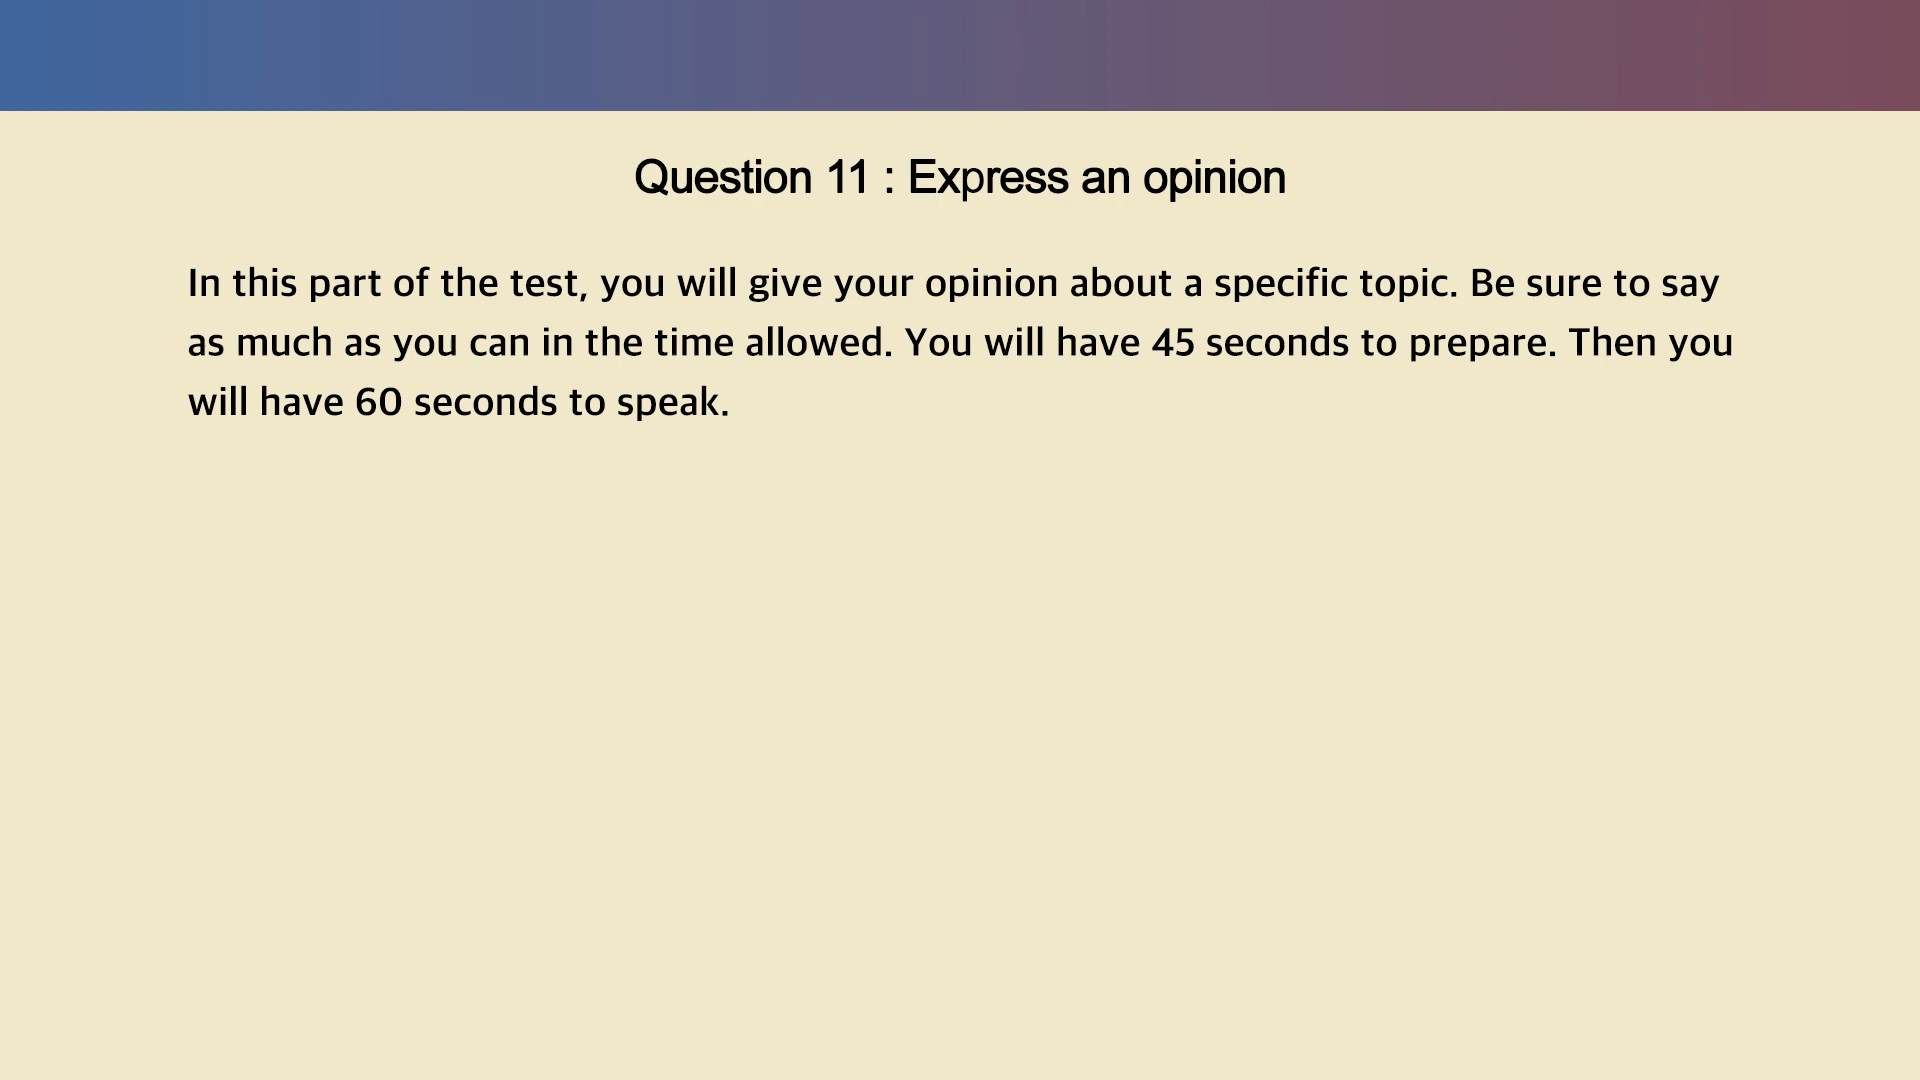 Question 11 : Express an opinion
In this part of the test, you will give your opinion about a specific topic. Be sure to say
as much as you can in the time allowed. You will have 45 seconds to prepare. Then you
will have 60 seconds to speak.